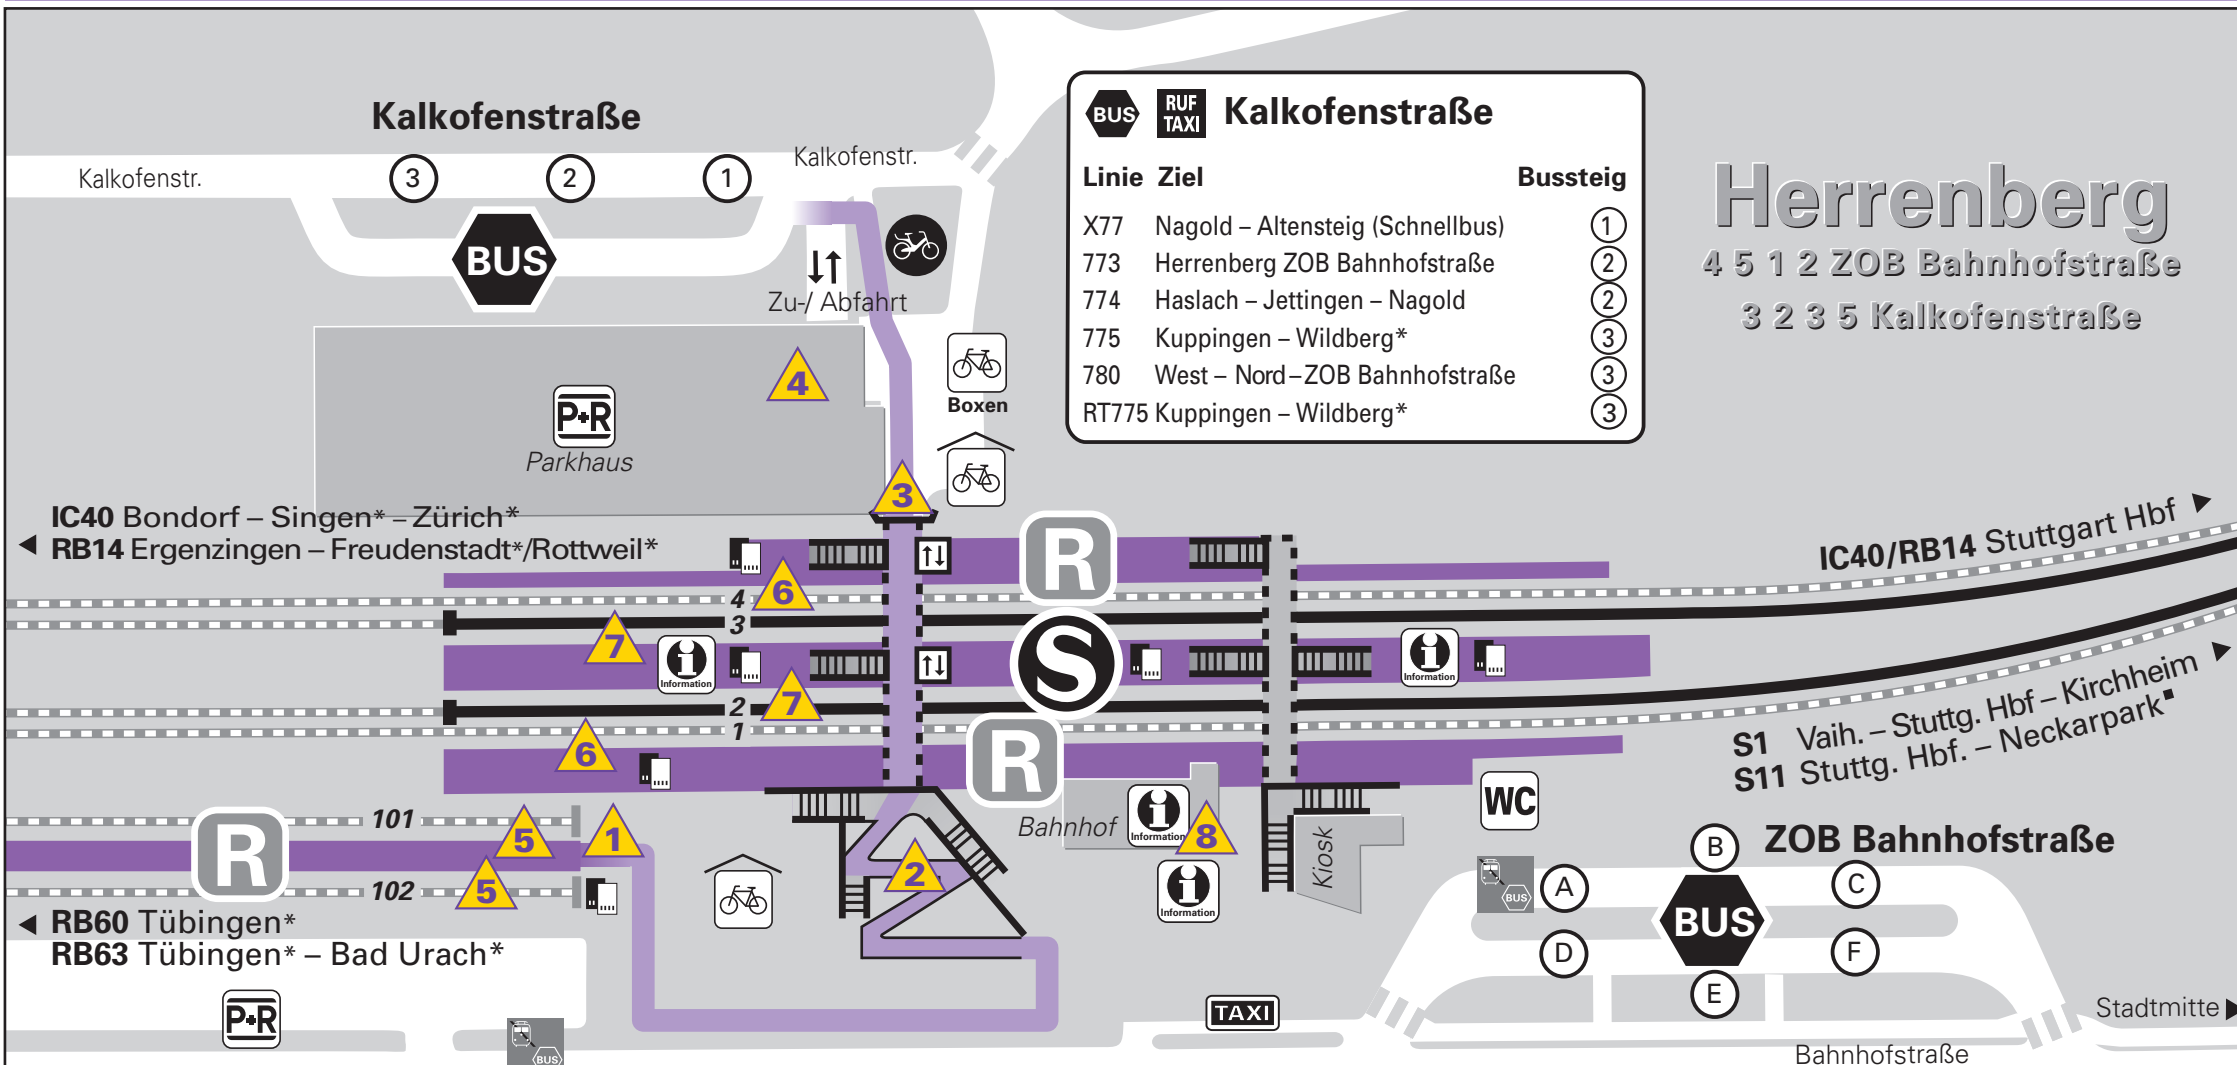 Kalkofenstraße
Kalkofenstr.
3
2
1
Kalkofenstr.
BUS
Zu-/ Abfahrt
BUS RUF TAXI Kalkofenstraße
Linie Ziel Bussteig
X77 Nagold – Altensteig (Schnellbus) 1
773 Herrenberg ZOB Bahnhofstraße 2
774 Haslach – Jettingen – Nagold 2
775 Kuppingen – Wildberg* 3
780 West – Nord – ZOB Bahnhofstraße 3
RT775 Kuppingen – Wildberg* 3
Herrenberg
4 5 1 2 ZOB Bahnhofstraße
3 2 3 5 Kalkofenstraße
4
P+R
Parkhaus
Boxen
3
IC40 Bondorf – Singen* – Zürich*
RB14 Ergenzingen – Freudenstadt*/Rottweil*
R
IC40/RB14 Stuttgart Hbf
6
4
3
7
Information
S
Information
7
2
1
6
R
S1 Vaih. – Stuttg. Hbf – Kirchheim
S11 Stuttg. Hbf. – Neckarpark
101
R
5
1
5
102
2
Bahnhof
Information
8
Information
Kiosk
WC
RB60 Tübingen*
RB63 Tübingen* – Bad Urach*
P+R
BUS
TAXI
ZOB Bahnhofstraße
BUS
A
B
C
BUS
D
E
F
Stadtmitte
Bahnhofstraße